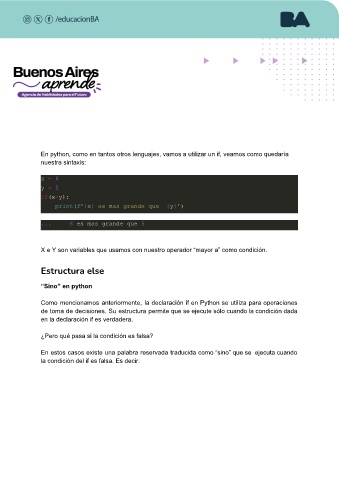 /educacionBA
BA
Buenos Aires
aprende
Agencia de Habilidades para el Futuro
En python, como en tantos otros lenguajes, vamos a utilizar un if, veamos como quedaría
nuestra sintaxis:
if(x>y):
print(f"{x} es mas grande que {y}")
es mas grande que
X e Y son variables que usamos con nuestro operador “mayor a” como condición.
Estructura else
“Sino” en python
Como mencionamos anteriormente, la declaración if en Python se utiliza para operaciones
de toma de decisiones. Su estructura permite que se ejecute sólo cuando la condición dada
en la declaración if es verdadera.
¿Pero qué pasa si la condición es falsa?
En estos casos existe una palabra reservada traducida como “sino” que se ejecuta cuando
la condición del if es falsa. Es decir: